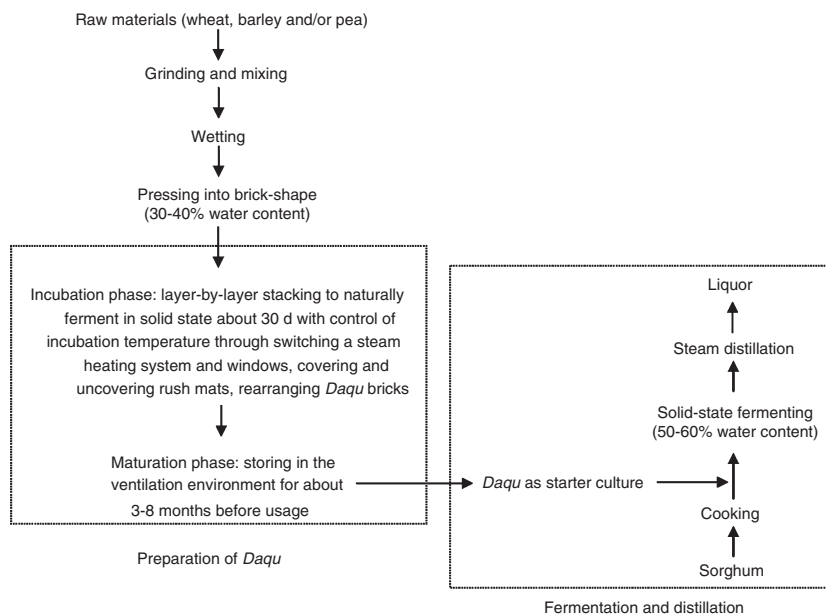 Raw materials (wheat, barley and/or pea)
Grinding and mixing
Wetting
Pressing into brick-shape
(30-40% water content)
Incubation phase: layer-by-layer stacking to naturally
ferment in solid state about 30 d with control of
incubation temperature through switching a steam
heating system and windows, covering and
uncovering rush mats, rearranging Daqu bricks
Maturation phase: storing in the
ventilation environment for about
3-8 months before usage
Preparation of Daqu
Liquor
Steam distillation
Solid-state fermenting
(50-60% water content)
Daqu as starter culture
Cooking
Sorghum
Fermentation and distillation